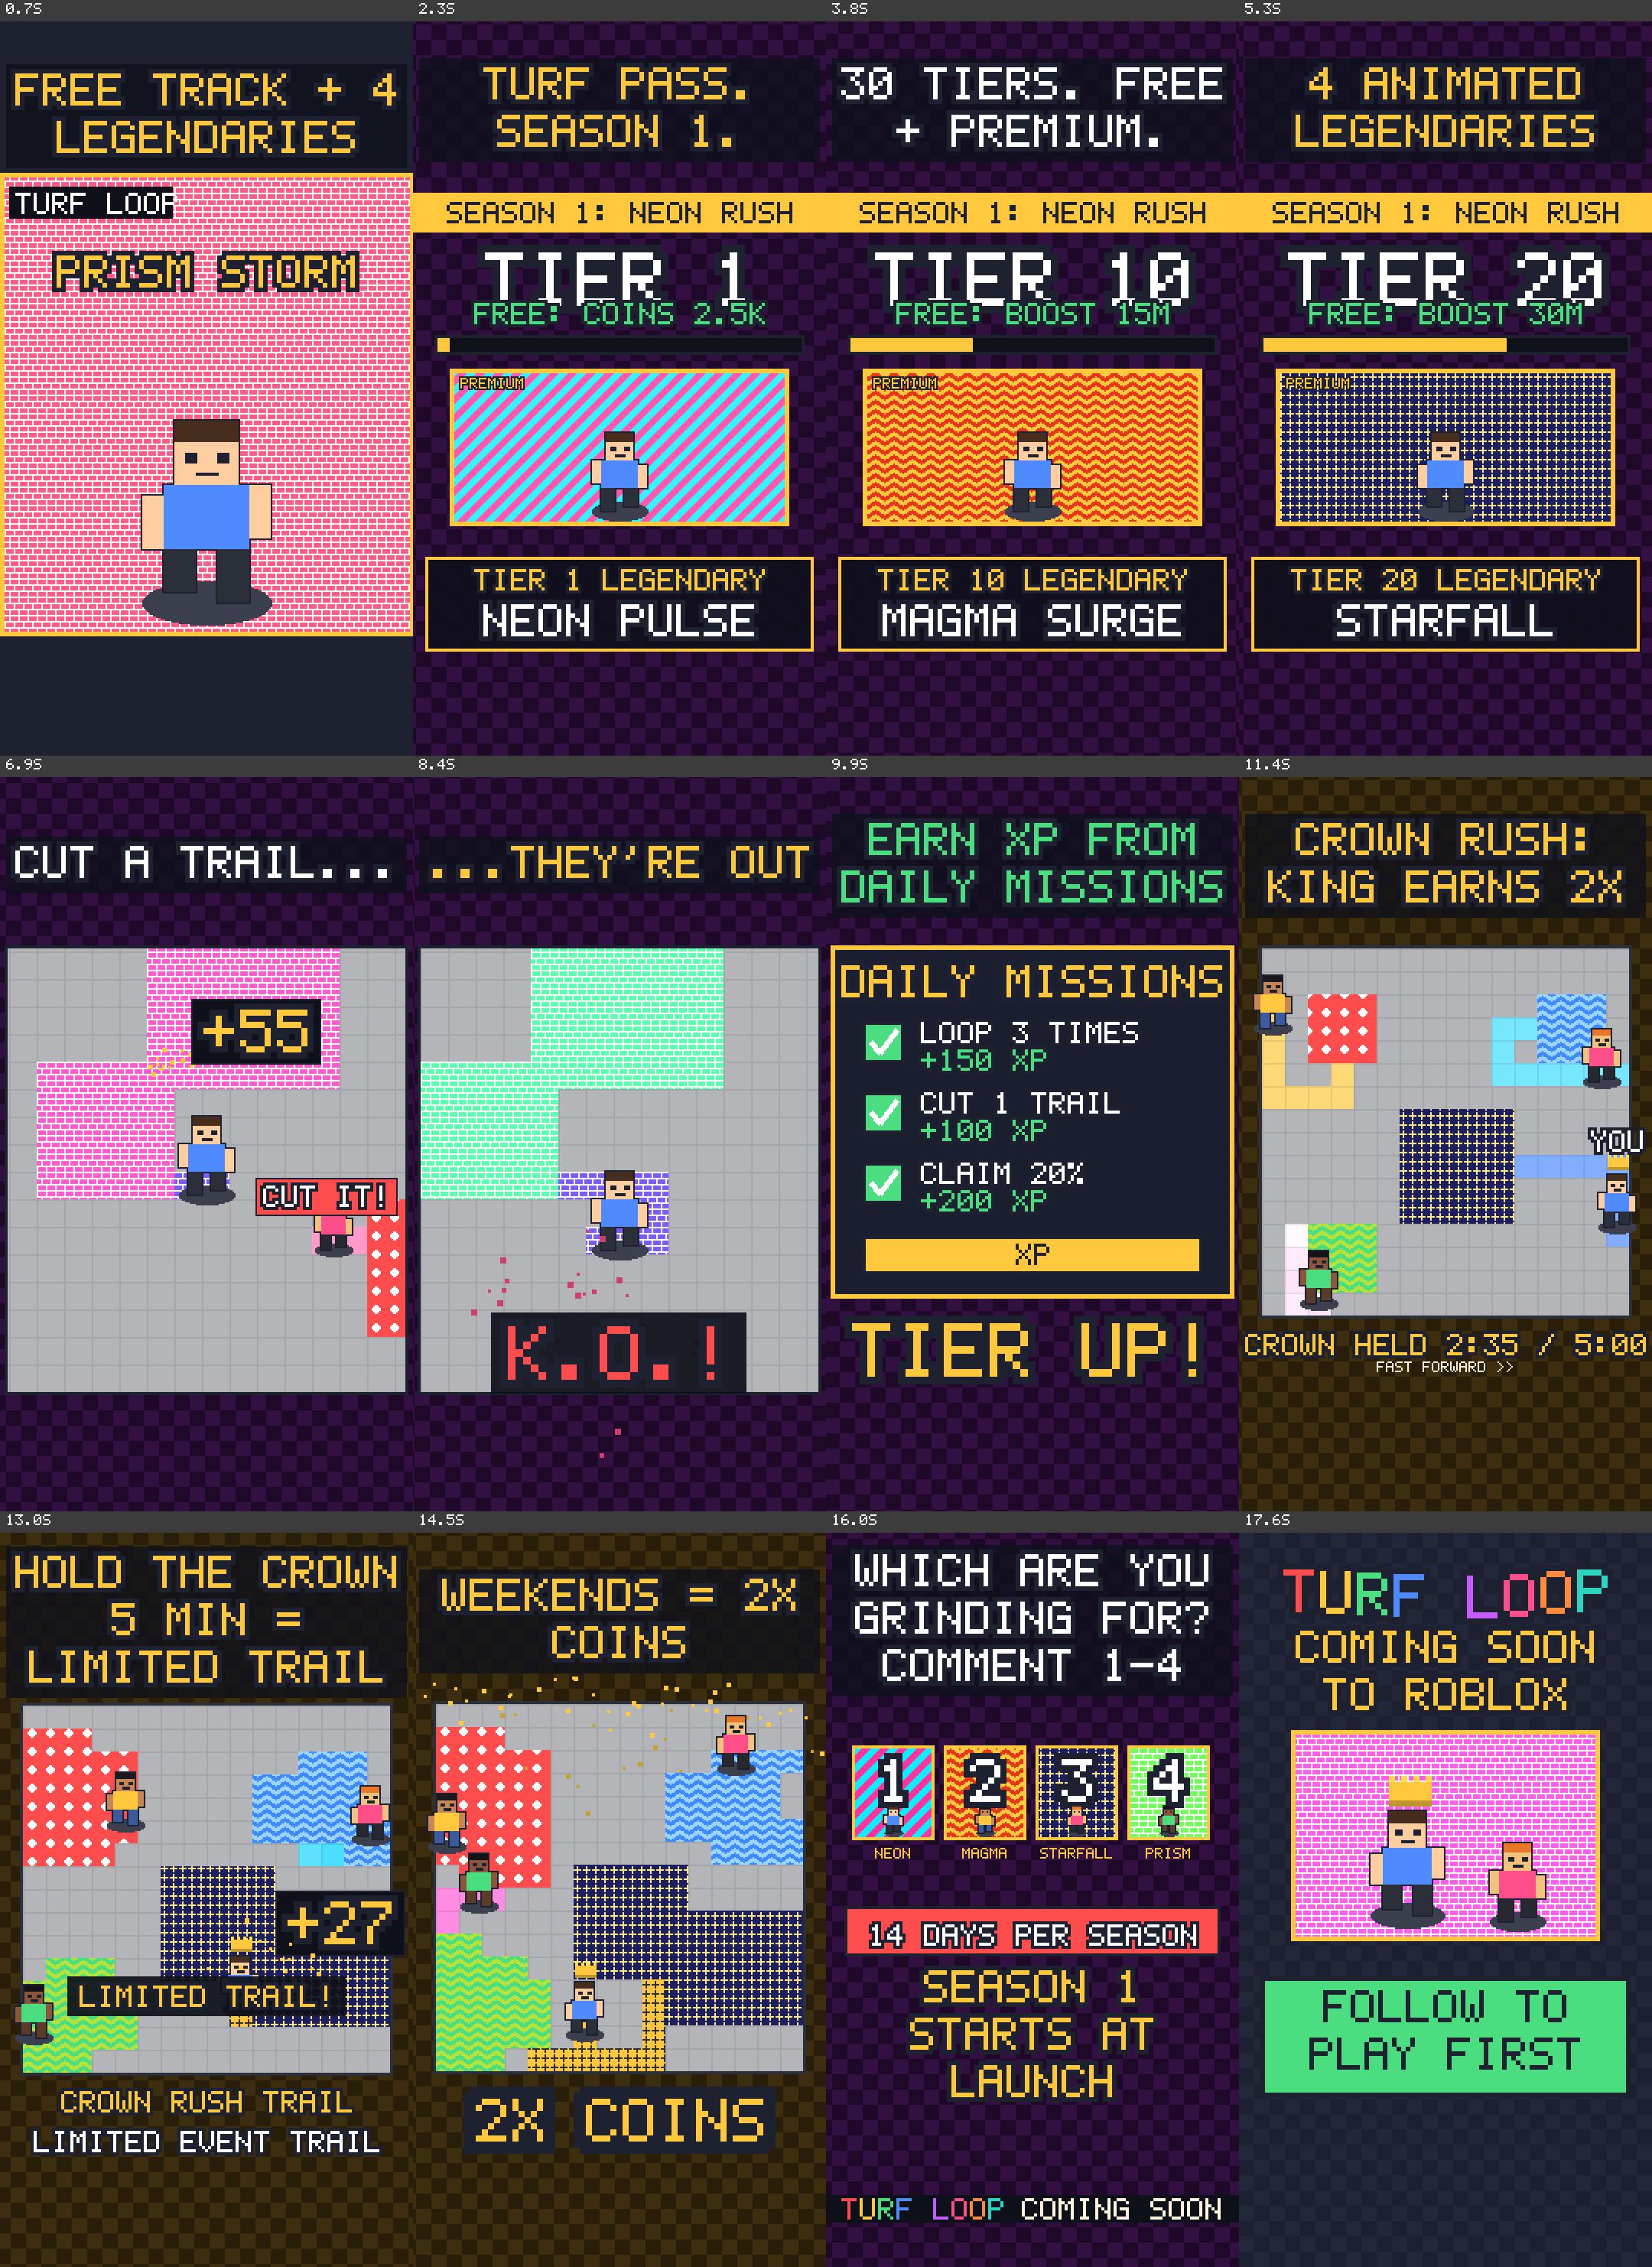 0.7S
FREE TRACK + 4
LEGENDARIES
TURF LOOP
PRISM STORM
2.3S
TURF PASS.
SEASON 1.
SEASON 1: NEON RUSH
TIER 1
FREE: COINS 2.5K
PREMIUM
TIER 1 LEGENDARY
NEON PULSE
3.8S
30 TIERS. FREE
+ PREMIUM.
SEASON 1: NEON RUSH
TIER 10
FREE: BOOST 15M
PREMIUM
TIER 10 LEGENDARY
MAGMA SURGE
5.3S
4 ANIMATED
LEGENDARIES
SEASON 1: NEON RUSH
TIER 20
FREE: BOOST 30M
PREMIUM
TIER 20 LEGENDARY
STARFALL
6.9S
CUT A TRAIL...
+55
CUT IT!
8.4S
...THEY'RE OUT
K.O.!
9.9S
EARN XP FROM
DAILY MISSIONS
DAILY MISSIONS
LOOP 3 TIMES
+150 XP
CUT 1 TRAIL
+100 XP
CLAIM 20%
+200 XP
XP
TIER UP!
11.4S
CROWN RUSH:
KING EARNS 2X
YOU
CROWN HELD 2:35 / 5:00
FAST FORWARD >>
13.0S
HOLD THE CROWN
5 MIN =
LIMITED TRAIL
+27
LIMITED TRAIL!
CROWN RUSH TRAIL
LIMITED EVENT TRAIL
14.5S
WEEKENDS = 2X
COINS
2X COINS
16.0S
WHICH ARE YOU
GRINDING FOR?
COMMENT 1-4
1 2 3 4
NEON MAGMA STARFALL PRISM
14 DAYS PER SEASON
SEASON 1
STARTS AT
LAUNCH
TURF LOOP COMING SOON
17.6S
TURF LOOP
COMING SOON
TO ROBLOX
FOLLOW TO
PLAY FIRST